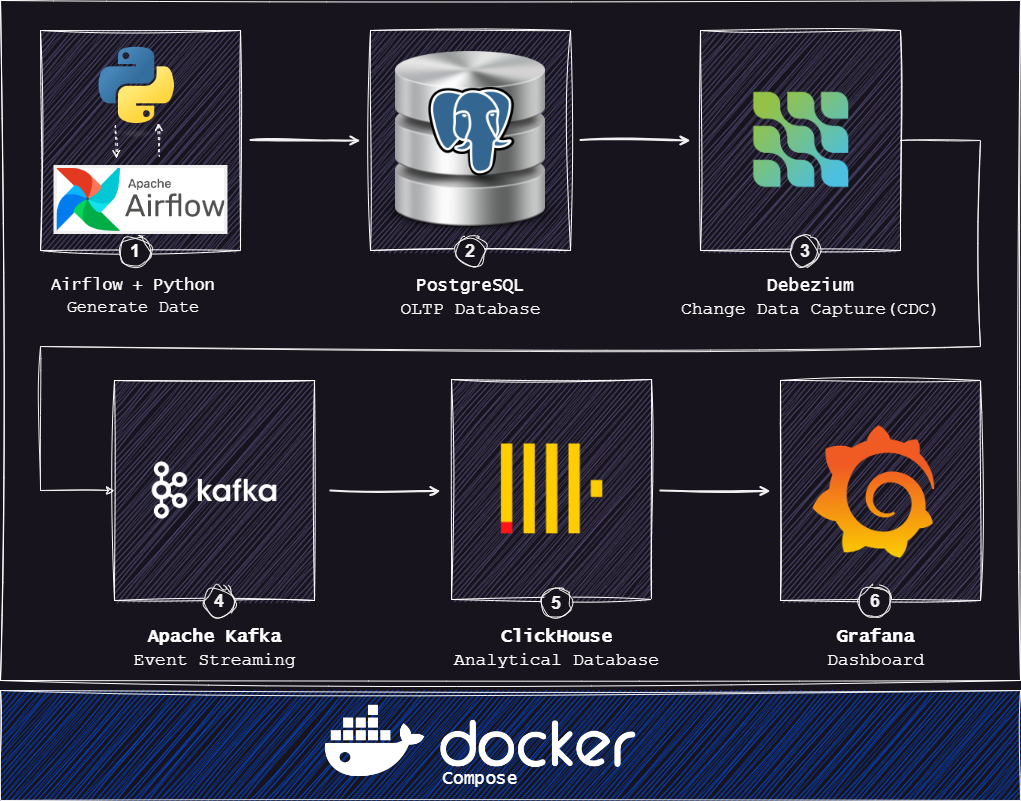 Apache
Airflow
1
Airflow + Python
Generate Date
2
PostgreSQL
OLTP Database
3
Debezium
Change Data Capture(CDC)
kafka
4
Apache Kafka
Event Streaming
5
ClickHouse
Analytical Database
6
Grafana
Dashboard
docker
Compose